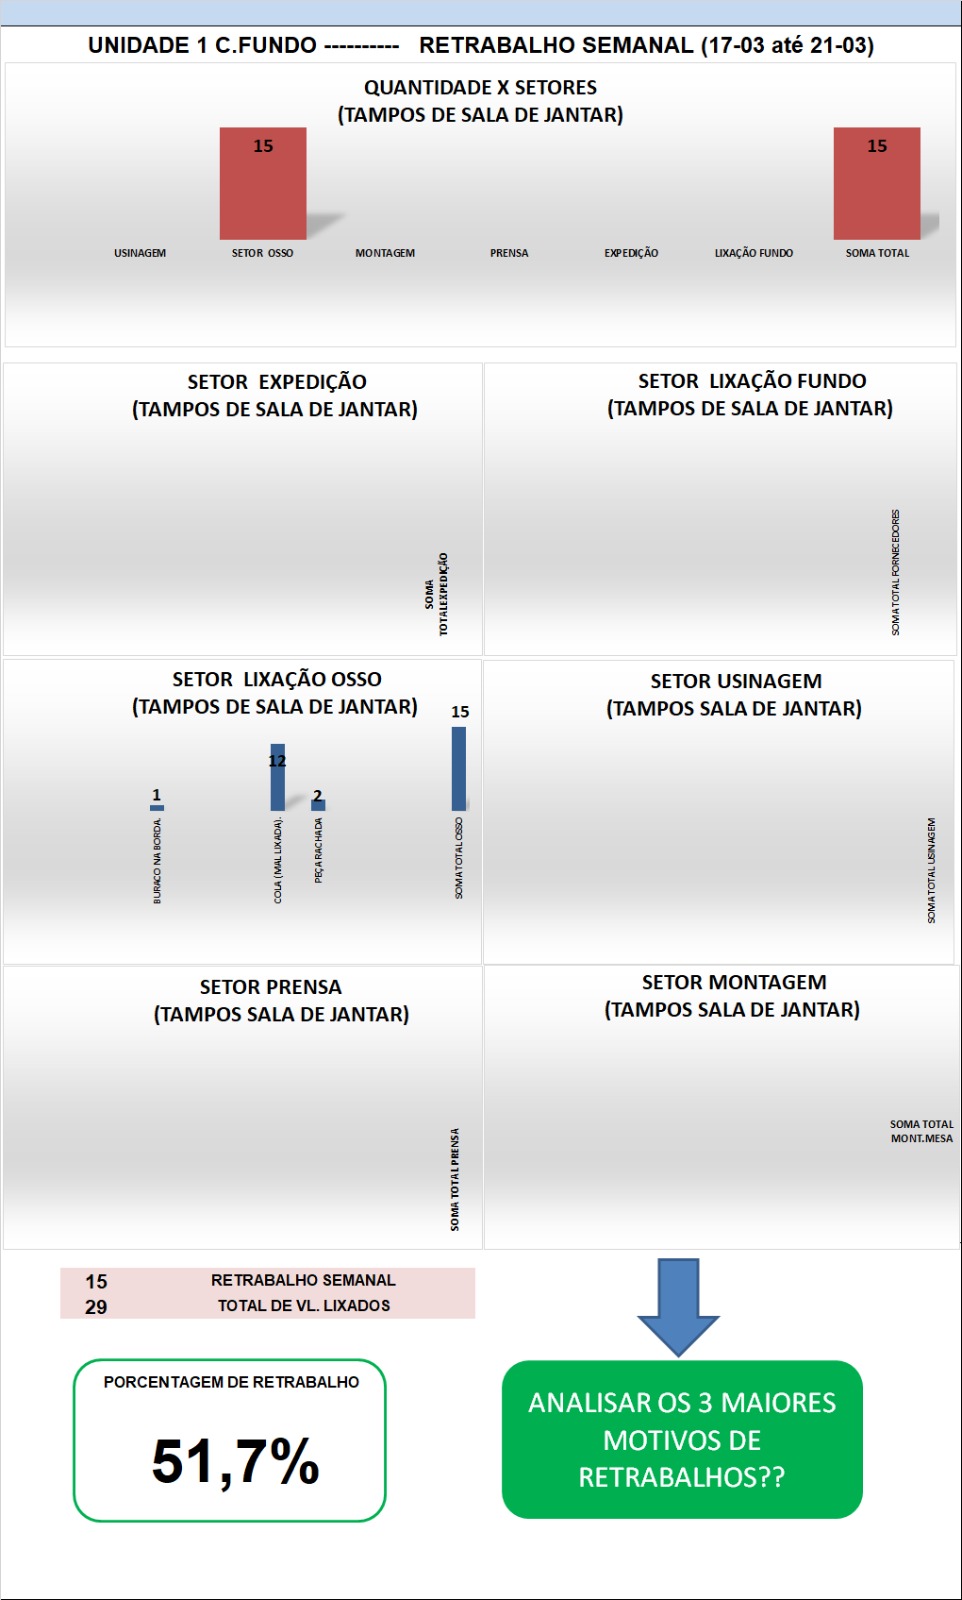 UNIDADE 1 C.FUNDO ---------- RETRABALHO SEMANAL (17-03 até 21-03)
QUANTIDADE X SETORES
(TAMPOS DE SALA DE JANTAR)
15
15
USINAGEM
SETOR OSSO
MONTAGEM
PRENSA
EXPEDIÇÃO
LIXAÇÃO FUNDO
SOMA TOTAL
SETOR EXPEDIÇÃO
(TAMPOS DE SALA DE JANTAR)
SOMA
TOTALEXPEDIÇÃO
SETOR LIXAÇÃO FUNDO
(TAMPOS DE SALA DE JANTAR)
SOMA TOTAL FORNECEDORES
SETOR LIXAÇÃO OSSO
(TAMPOS DE SALA DE JANTAR)
1
12
2
15
BURACO NA BORDA.
COLA (MAL LIXADA).
PEÇA RACHADA
SOMA TOTAL OSSO
SETOR USINAGEM
(TAMPOS SALA DE JANTAR)
SOMA TOTAL USINAGEM
SETOR PRENSA
(TAMPOS SALA DE JANTAR)
SOMA TOTAL PRENSA
SETOR MONTAGEM
(TAMPOS SALA DE JANTAR)
SOMA TOTAL
MONT.MESA
15 RETRABALHO SEMANAL
29 TOTAL DE VL. LIXADOS
PORCENTAGEM DE RETRABALHO
51,7%
ANALISAR OS 3 MAIORES
MOTIVOS DE
RETRABALHOS??